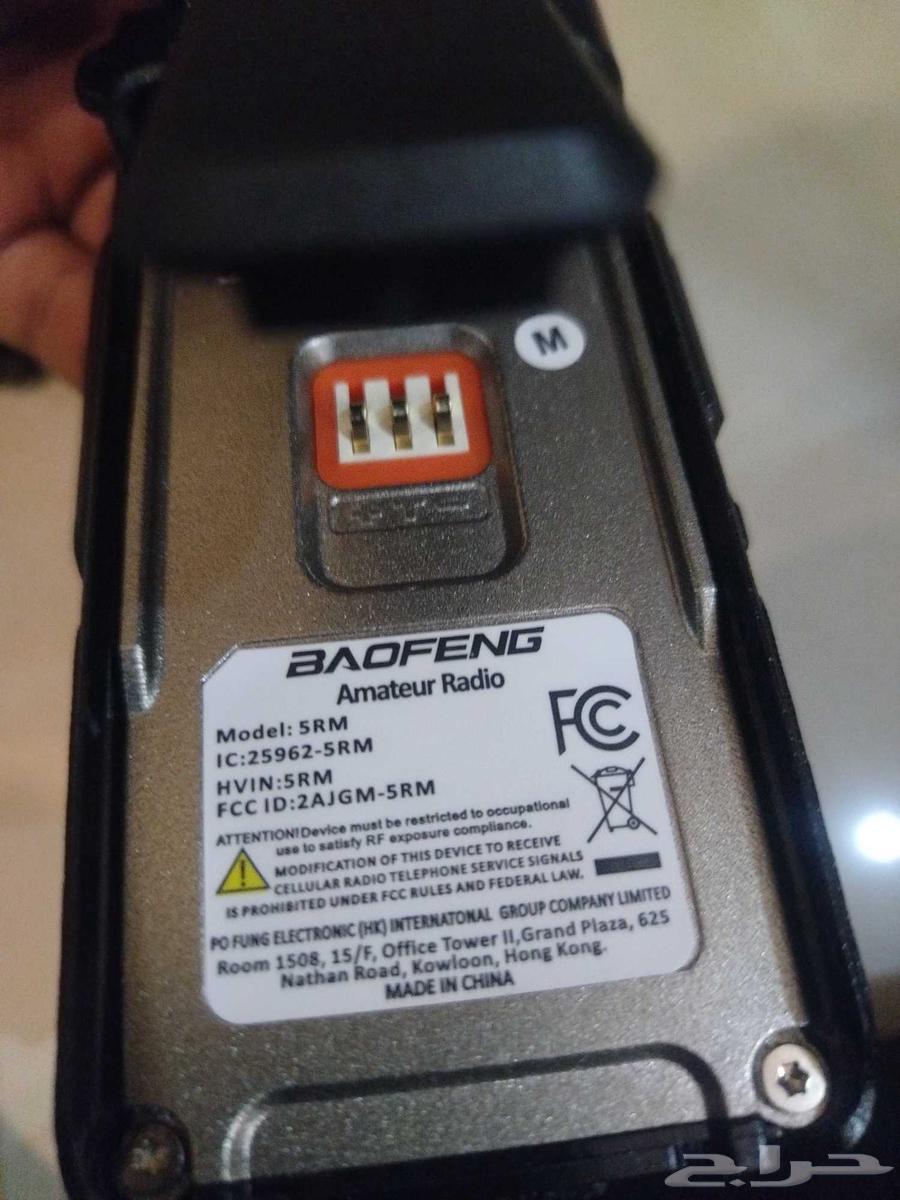 M
BAOFENG
Amateur Radio
Model: 5RM
IC:25962-5RM
HVIN:5RM
FCC ID:2AJGM-5RM
FC
ATTENTION!Device must be restricted to occupational
use to satisfy RF exposure compliance.
MODIFICATION OF THIS DEVICE TO RECEIVE
CELLULAR RADIO TELEPHONE SERVICE SIGNALS
IS PROHIBITED UNDER FCC RULES AND FEDERAL LAW.
PO FUNG ELECTRONIC (HK) INTERNATONAL GROUP COMPANY LIMITED
Room 1508, 15/F, Office Tower II,Grand Plaza, 625
Nathan Road, Kowloon, Hong Kong.
MADE IN CHINA
حراج